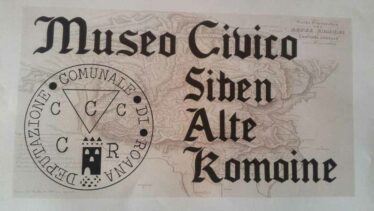 Museo Civico
Siben
Alte
Komoine
DEPUTAZIONE • COMUNALE • DI • ROANA
C C C
C R